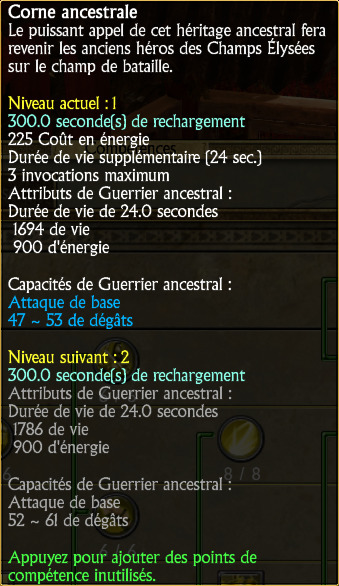 Corne ancestrale
Le puissant appel de cet héritage ancestral fera
revenir les anciens héros des Champs Élysées
sur le champ de bataille.
Niveau actuel : 1
300.0 seconde(s) de rechargement
225 Coût en énergie
Durée de vie supplémentaire (24 sec.)
3 invocations maximum
Attributs de Guerrier ancestral :
Durée de vie de 24.0 secondes
1694 de vie
900 d'énergie
Capacités de Guerrier ancestral :
Attaque de base
47 ~ 53 de dégâts
Niveau suivant : 2
300.0 seconde(s) de rechargement
Attributs de Guerrier ancestral :
Durée de vie de 24.0 secondes
1786 de vie
900 d'énergie
8 / 8
Capacités de Guerrier ancestral :
Attaque de base
52 ~ 61 de dégâts
Appuyez pour ajouter des points de
compétence inutilisés.